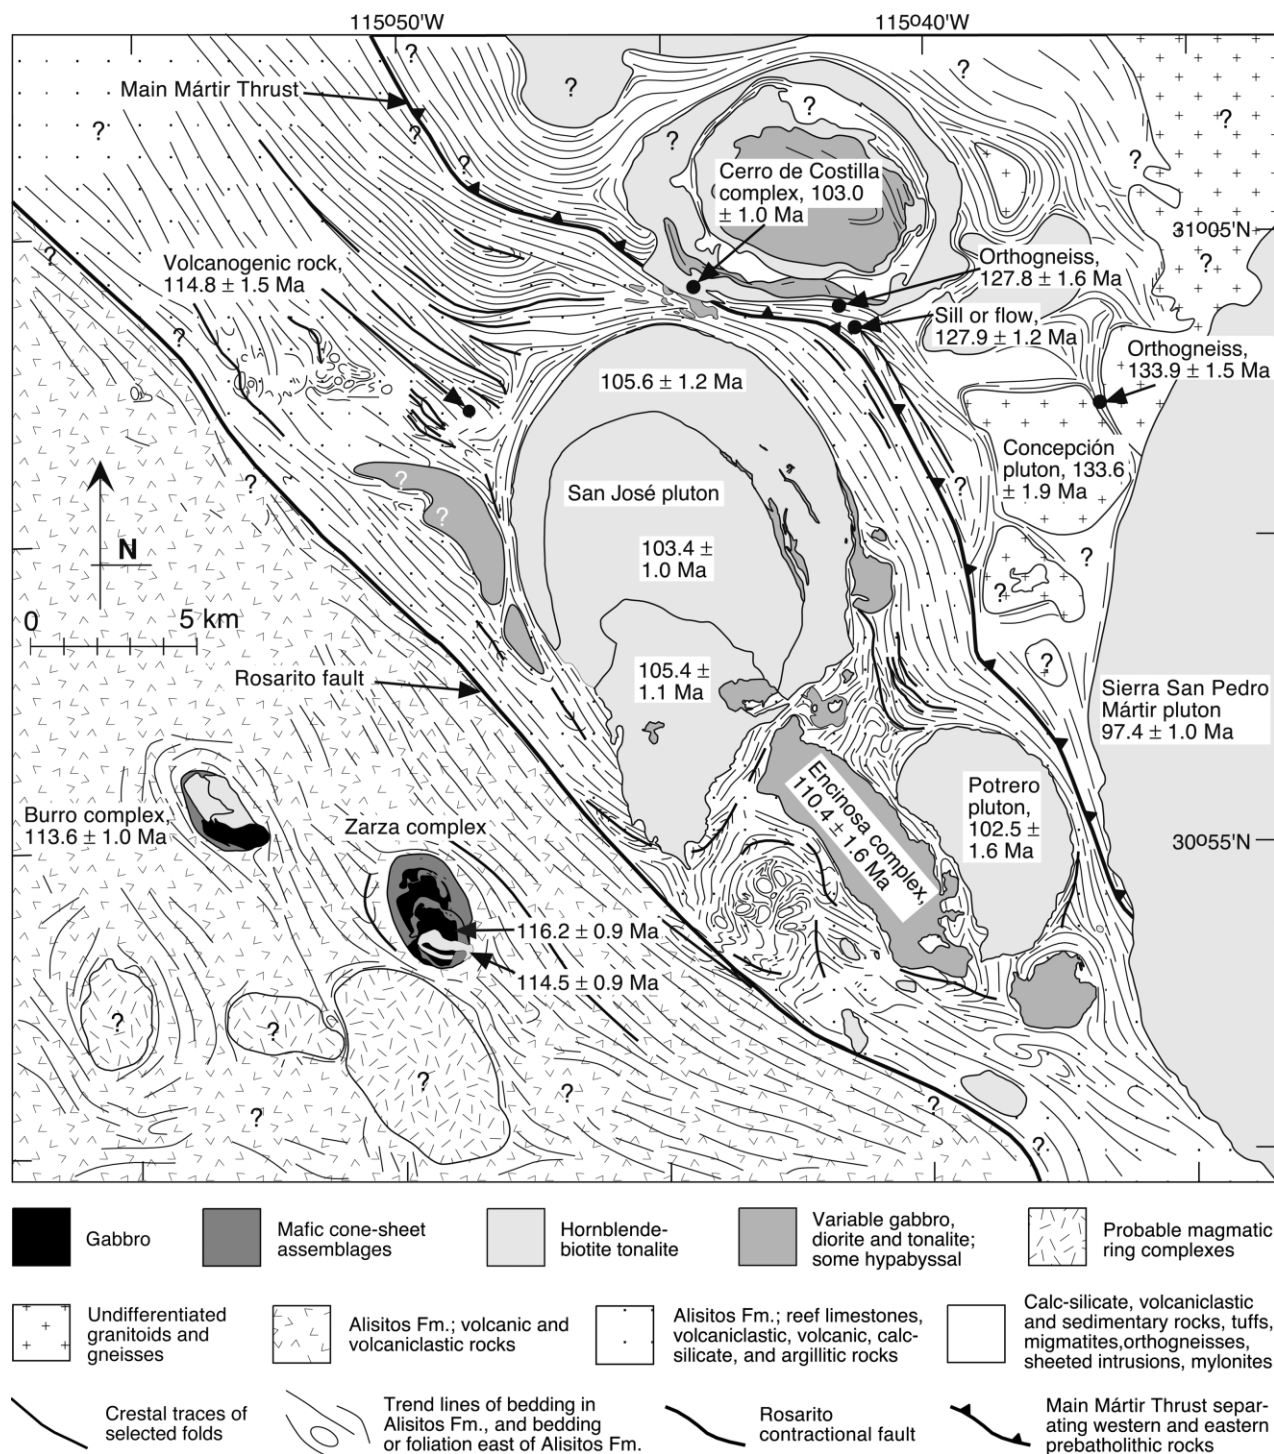 115º50'W
115º40'W
Main Mártir Thrust
?
?
?
?
?
?
?
?
?
Cerro de Costilla
complex, 103.0
± 1.0 Ma
31º05'N
?
Volcanogenic rock,
114.8 ± 1.5 Ma
Orthogneiss,
127.8 ± 1.6 Ma
?
?
Sill or flow,
127.9 ± 1.2 Ma
Orthogneiss,
133.9 ± 1.5 Ma
105.6 ± 1.2 Ma
Concepción
pluton, 133.6
± 1.9 Ma
?
?
?
?
San José pluton
N
103.4 ±
1.0 Ma
?
?
0 5 km
Rosarito fault
105.4 ±
1.1 Ma
?
Sierra San Pedro
Mártir pluton
97.4 ± 1.0 Ma
Encinosa complex,
110.4 ± 1.6 Ma
Potrero
pluton,
102.5 ±
1.6 Ma
Burro complex,
113.6 ± 1.0 Ma
Zarza complex
30º55'N
116.2 ± 0.9 Ma
114.5 ± 0.9 Ma
?
?
?
?
?
?
?
Gabbro
Mafic cone-sheet
assemblages
Hornblende-
biotite tonalite
Variable gabbro,
diorite and tonalite;
some hypabyssal
Probable magmatic
ring complexes
Undifferentiated
granitoids and
gneisses
Alisitos Fm.; volcanic and
volcaniclastic rocks
Alisitos Fm.; reef limestones,
volcaniclastic, volcanic, calc-
silicate, and argillitic rocks
Calc-silicate, volcaniclastic
and sedimentary rocks, tuffs,
migmatites,orthogneisses,
sheeted intrusions, mylonites
Crestal traces of
selected folds
Trend lines of bedding in
Alisitos Fm., and bedding
or foliation east of Alisitos Fm.
Rosarito
contractional fault
Main Mártir Thrust separ-
ating western and eastern
prebatholithic rocks